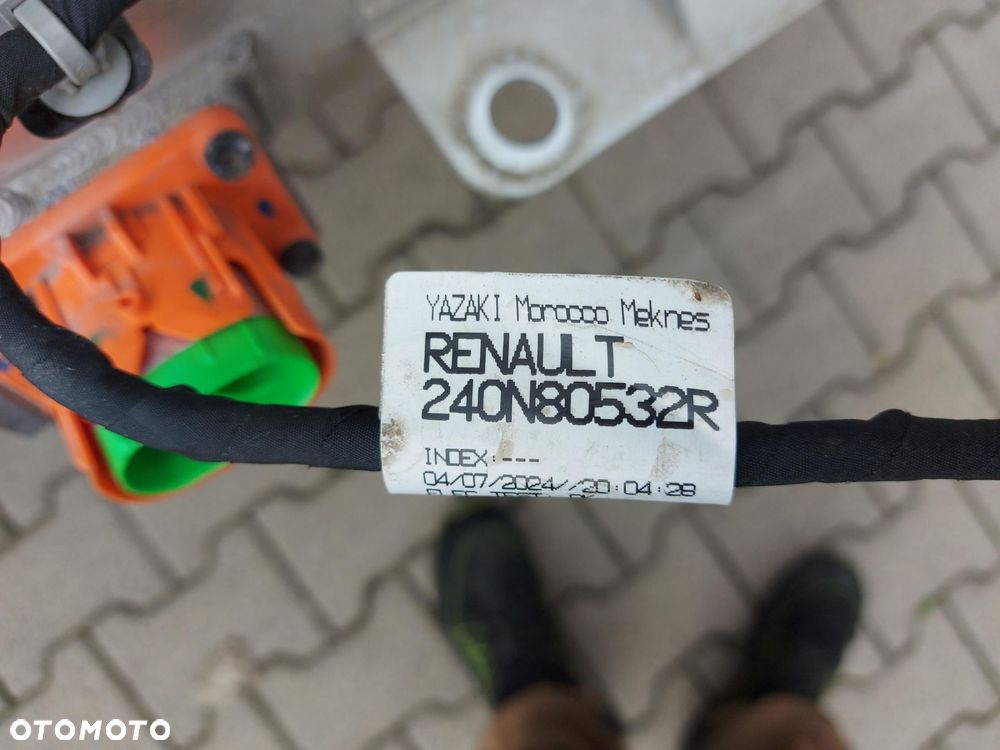 YAZAKI Morocco Meknes
RENAULT
240N80532R
INDEX:---
04/07/2024//20:04:28
OTOMOTO